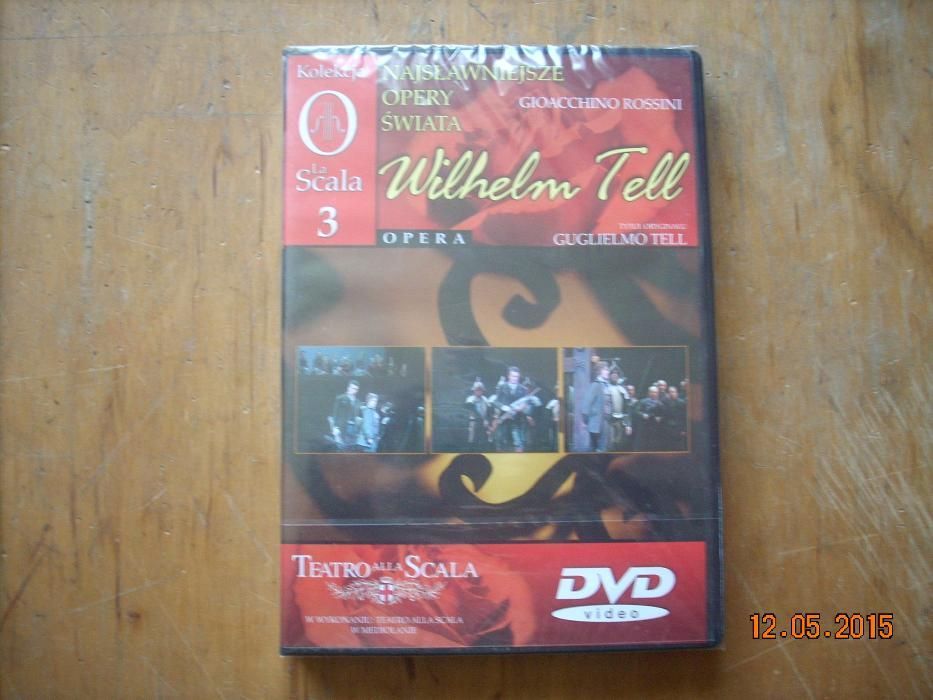 Kolekcja
La
Scala
3
NAJSŁAWNIEJSZE
OPERY
ŚWIATA
GIOACCHINO ROSSINI
Wilhelm Tell
TYTUŁ ORYGINAŁU
GUGLIELMO TELL
OPERA
TEATRO ALLA SCALA
W WYKONANIU TEATRO ALLA SCALA
W MEDIOLANIE
DVD
video
12.05.2015